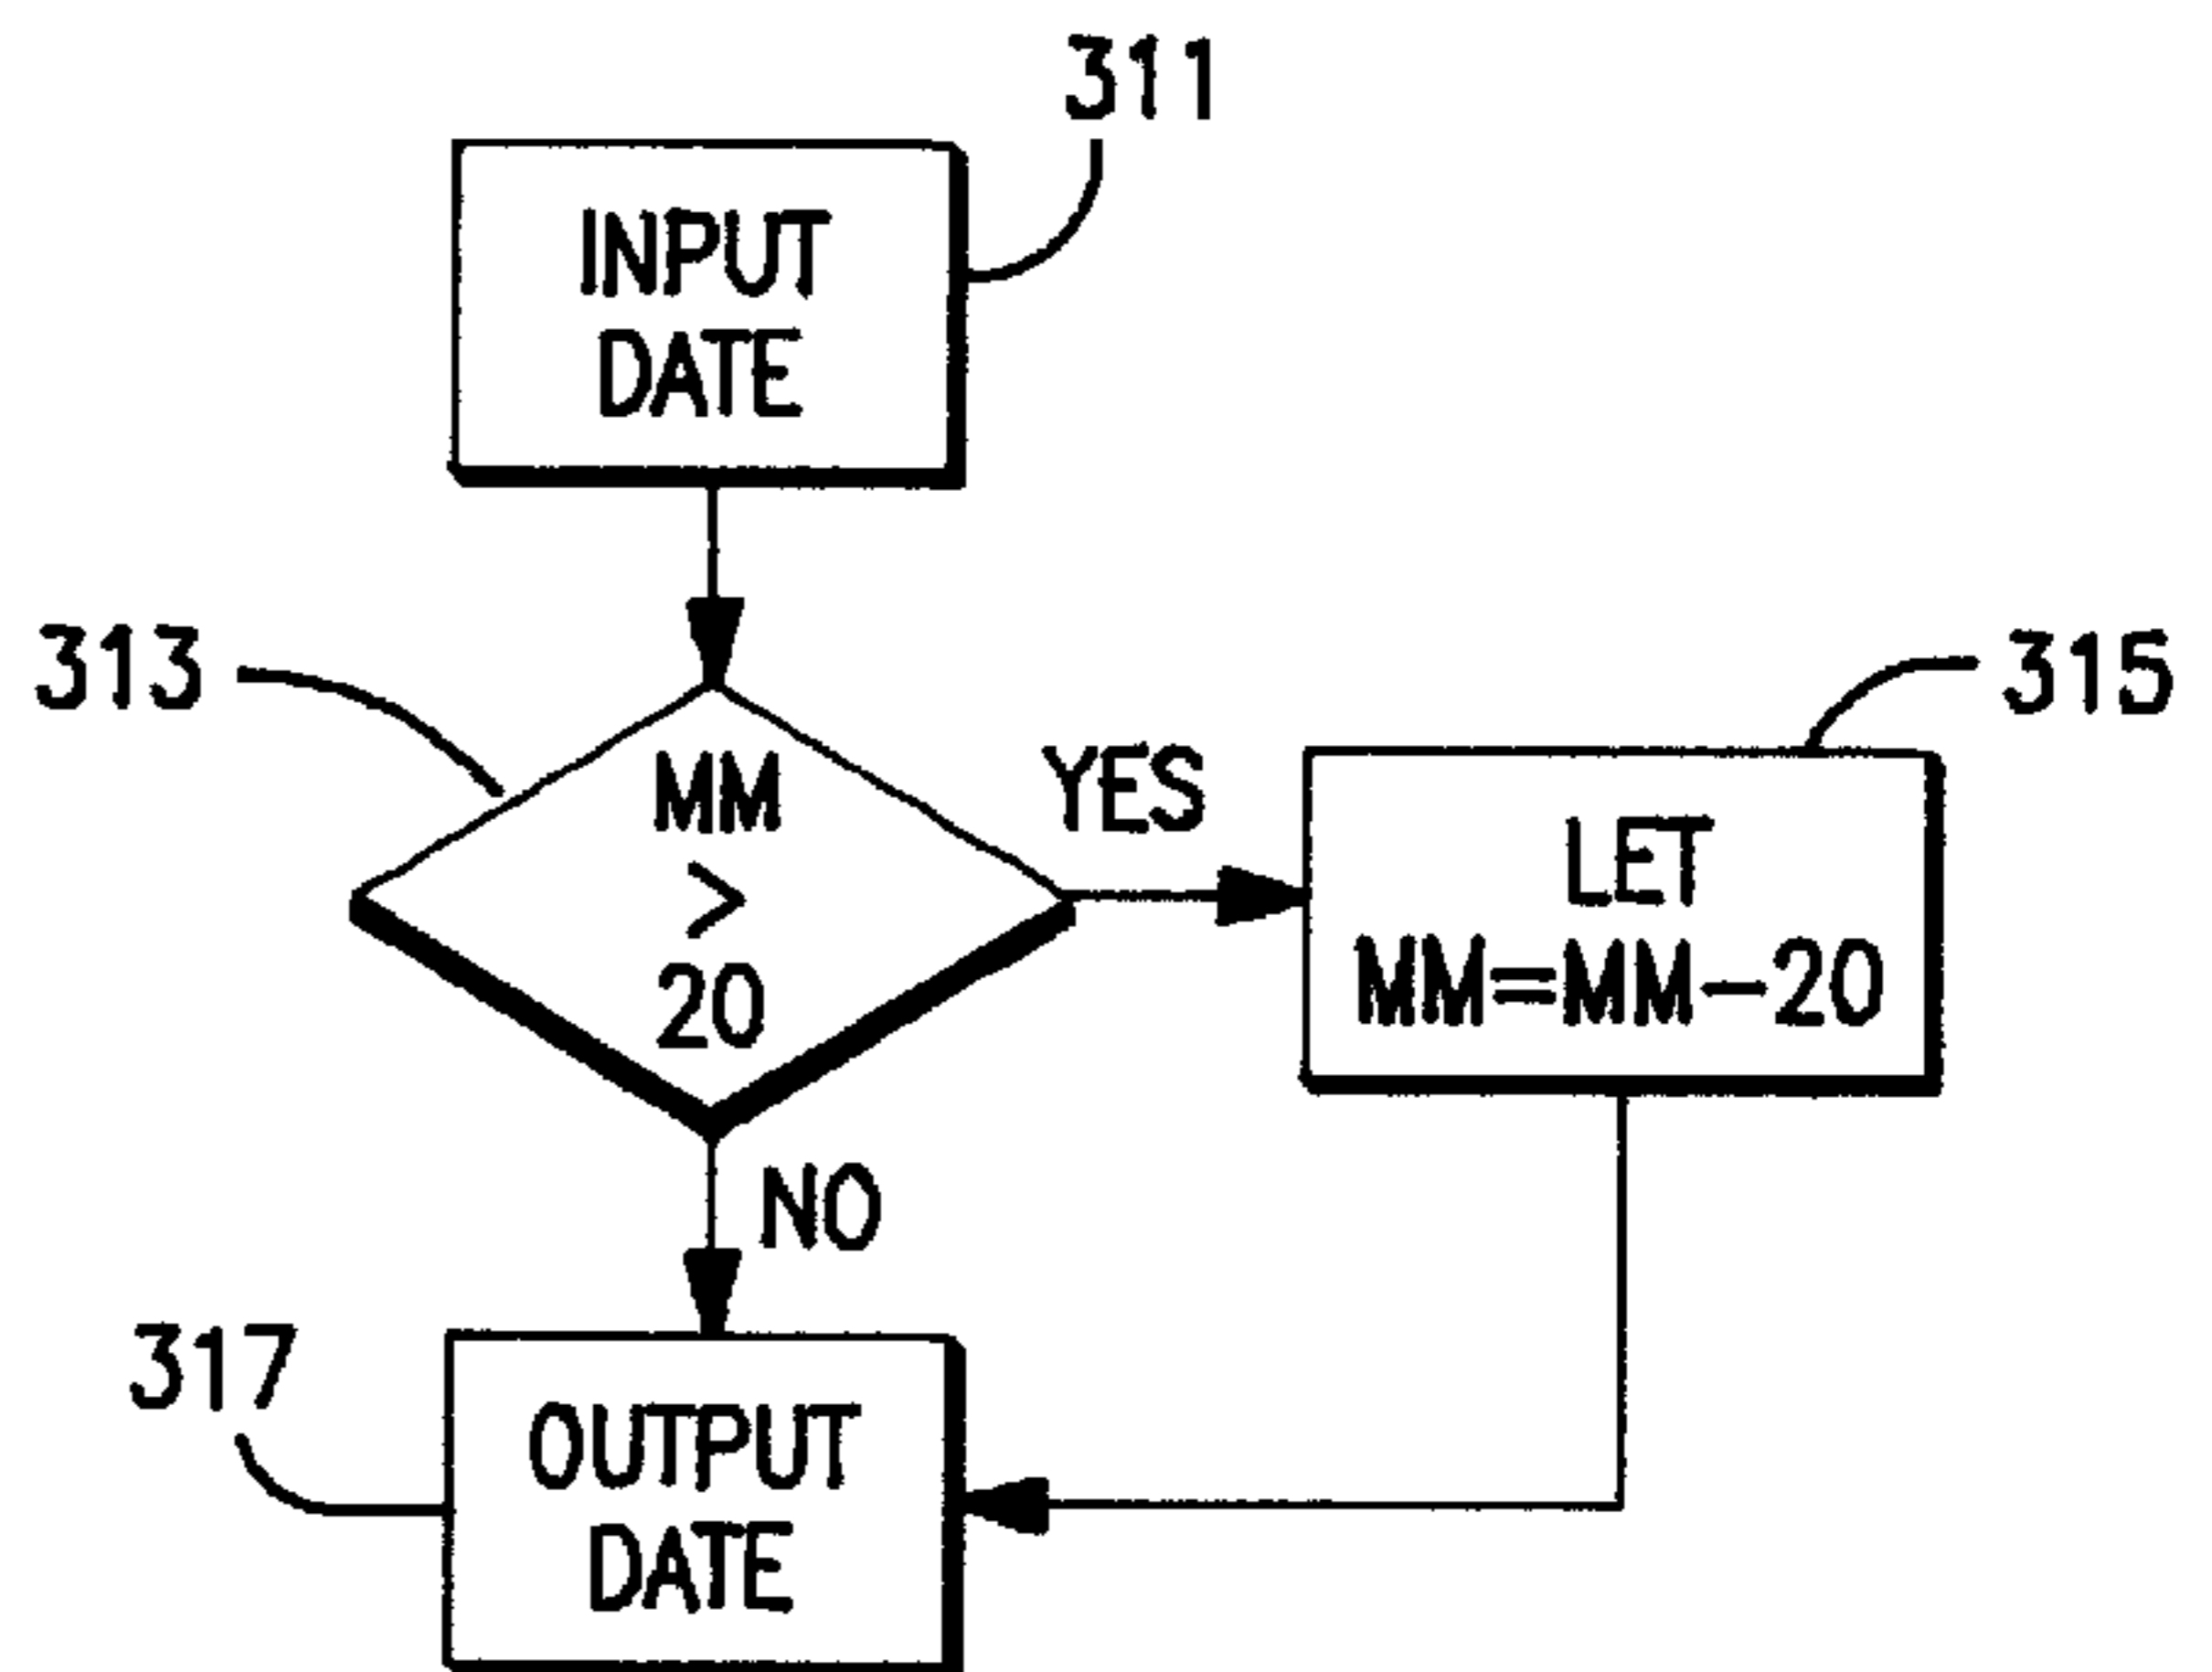 311
INPUT
DATE
313
MM
>
20
YES
315
LET
MM=MM-20
NO
317
OUTPUT
DATE